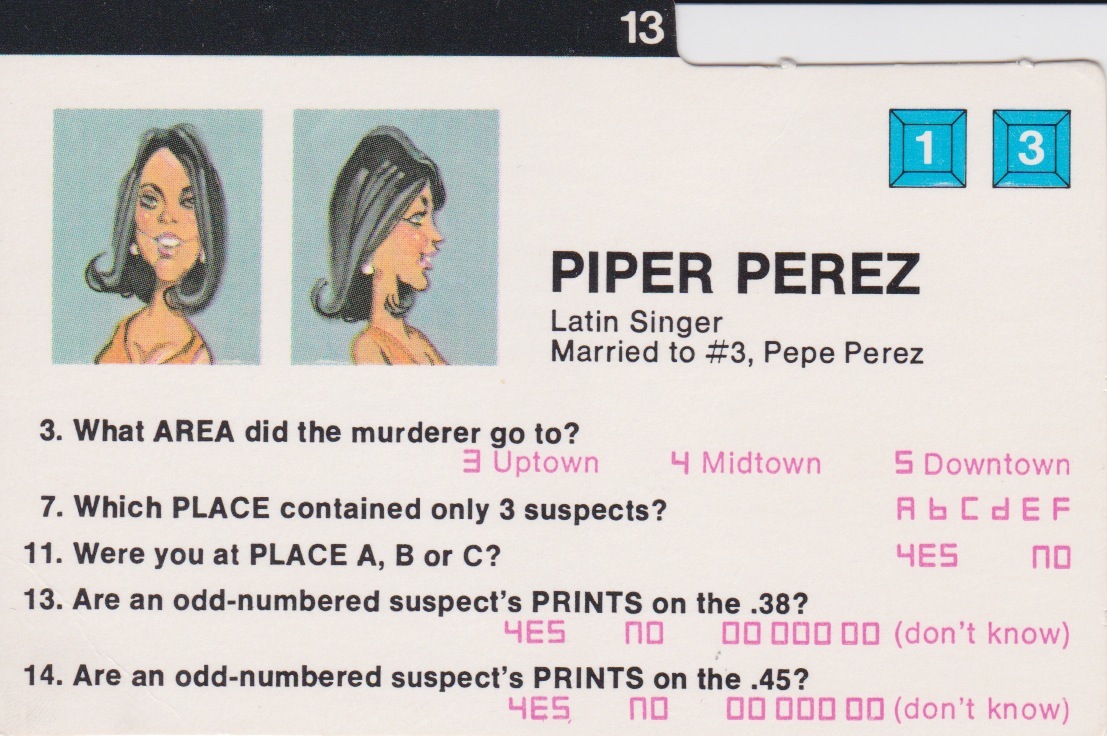 13
1 3
PIPER PEREZ
Latin Singer
Married to #3, Pepe Perez
3. What AREA did the murderer go to?
3 Uptown 4 Midtown 5 Downtown
7. Which PLACE contained only 3 suspects? A b C d E F
11. Were you at PLACE A, B or C? YES NO
13. Are an odd-numbered suspect's PRINTS on the .38?
YES NO 00 000 00 (don't know)
14. Are an odd-numbered suspect's PRINTS on the .45?
YES NO 00 000 00 (don't know)